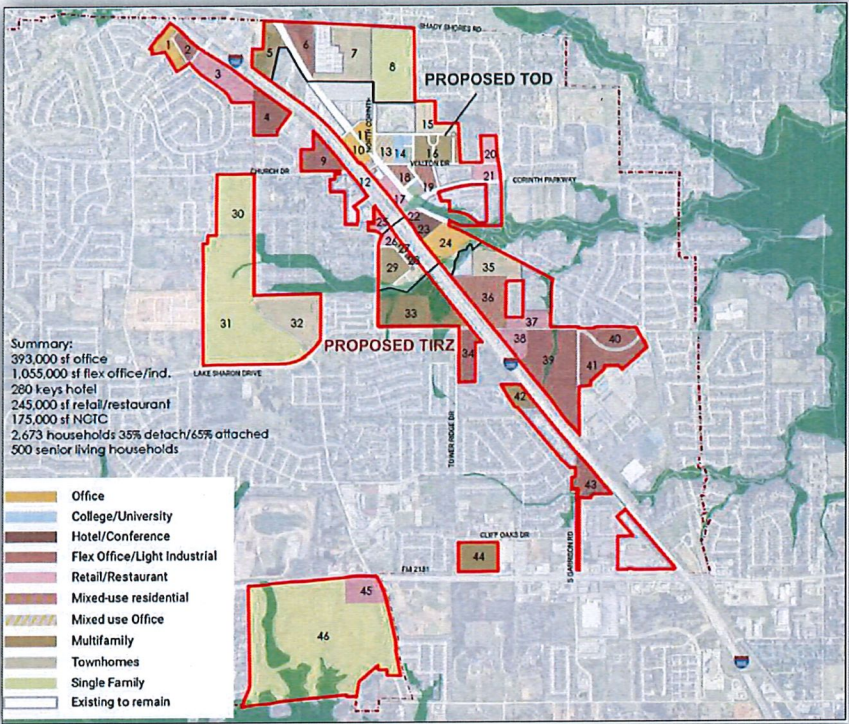 SHADY SHORES RD
1
2
3
4
5
6
7
8
PROPOSED TOD
NORTH CORINTH
15
10
13
14
16
WALTON DR
20
21
CHURCH DR
9
12
18
19
17
CORINTH PARKWAY
22
23
24
25
26
27
28
29
30
31
32
33
34
35
36
37
38
39
40
41
42
43
44
45
46
PROPOSED TIRZ
LAKE SHARON DRIVE
TOWER RIDGE DR
CLIFF OAKS DR
S GARRISON RD
FM 2181
Summary:
393,000 sf office
1,055,000 sf flex office/ind.
280 keys hotel
245,000 sf retail/restaurant
175,000 sf NCTC
2,673 households 35% detach/65% attached
500 senior living households
Office
College/University
Hotel/Conference
Flex Office/Light Industrial
Retail/Restaurant
Mixed-use residential
Mixed use Office
Multifamily
Townhomes
Single Family
Existing to remain